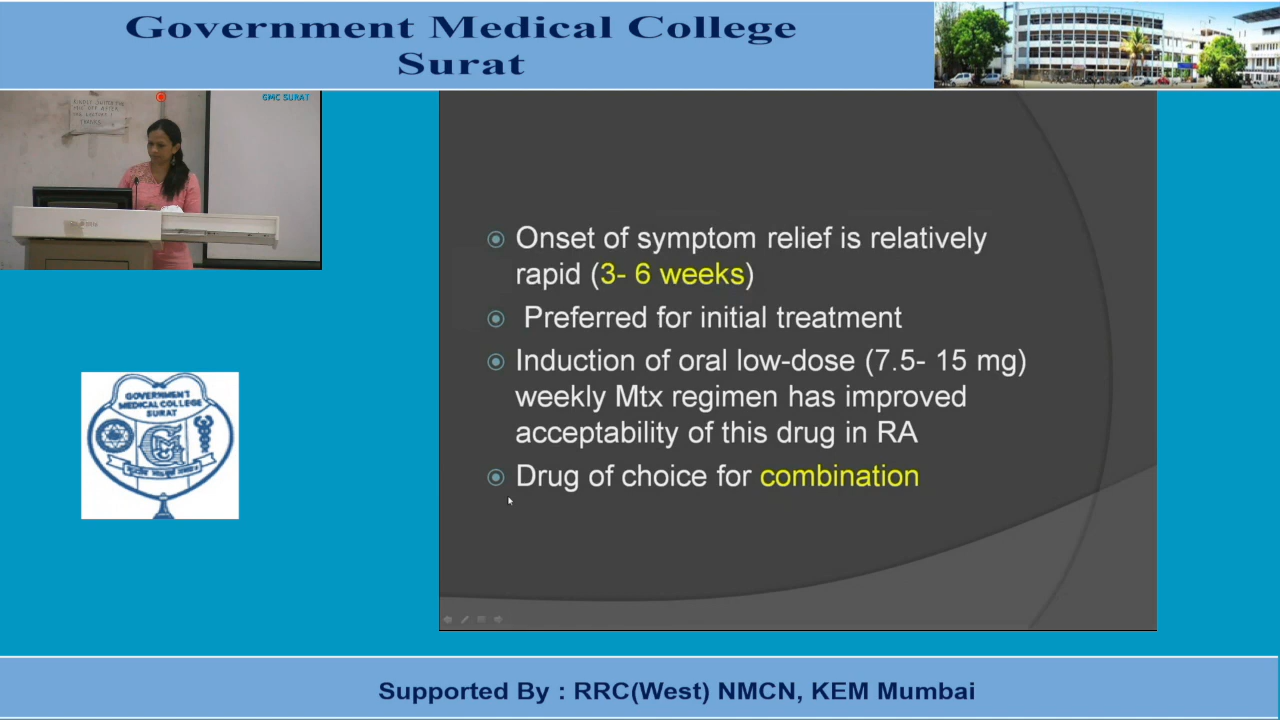 Government Medical College
Surat
GMC SURAT
Onset of symptom relief is relatively
rapid (3- 6 weeks)
Preferred for initial treatment
Induction of oral low-dose (7.5- 15 mg)
weekly Mtx regimen has improved
acceptability of this drug in RA
Drug of choice for combination
GOVERNMENT
MEDICAL COLLEGE
SURAT
Supported By : RRC(West) NMCN, KEM Mumbai